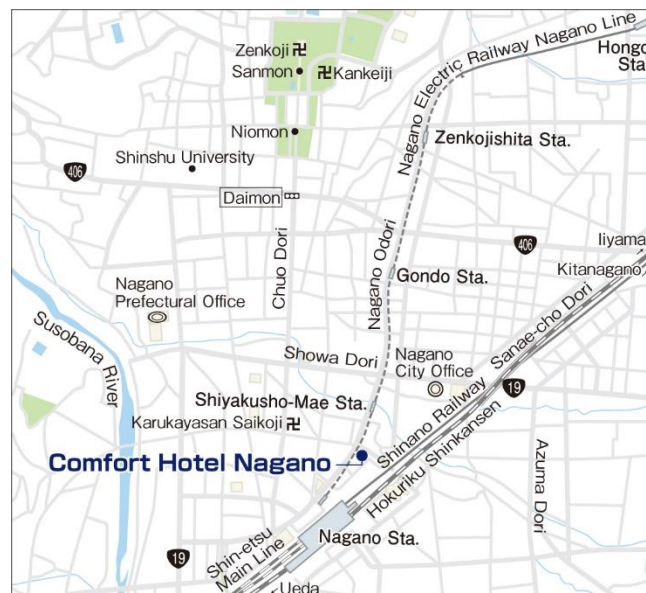 Zenkoji
Sanmon
Kankeiji
Nagano Electric Railway Nagano Line
Hongo
Sta.
Niomon
Zenkojishita Sta.
Shinshu University
406
Daimon
406
Iiyama
Kitanagano
Chuo Dori
Nagano Odori
Gondo Sta.
Nagano
Prefectural Office
Susobana River
Showa Dori
Nagano
City Office
Sanae-cho Dori
19
Shiyakusho-Mae Sta.
Karukayasan Saikoji
Shinano Railway
Hokuriku Shinkansen
Azuma Dori
Comfort Hotel Nagano
Nagano Sta.
19
Shin-etsu
Main Line
Ueda